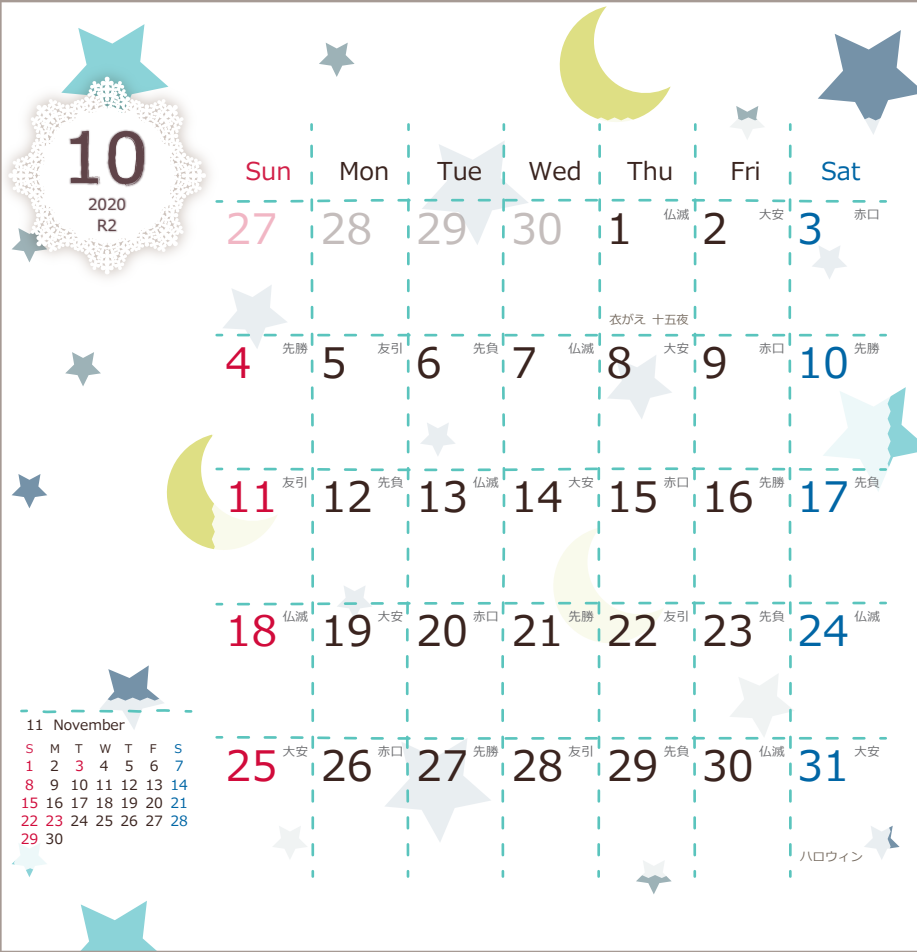 10
2020
R2
Sun Mon Tue Wed Thu Fri Sat
27 28 29 30 1 仏滅 2 大安 3 赤口
衣がえ 十五夜
4 先勝 5 友引 6 先負 7 仏滅 8 大安 9 赤口 10 先勝
11 友引 12 先負 13 仏滅 14 大安 15 赤口 16 先勝 17 先負
18 仏滅 19 大安 20 赤口 21 先勝 22 友引 23 先負 24 仏滅
25 大安 26 赤口 27 先勝 28 友引 29 先負 30 仏滅 31 大安
ハロウィン
11 November
S M T W T F S
1 2 3 4 5 6 7
8 9 10 11 12 13 14
15 16 17 18 19 20 21
22 23 24 25 26 27 28
29 30